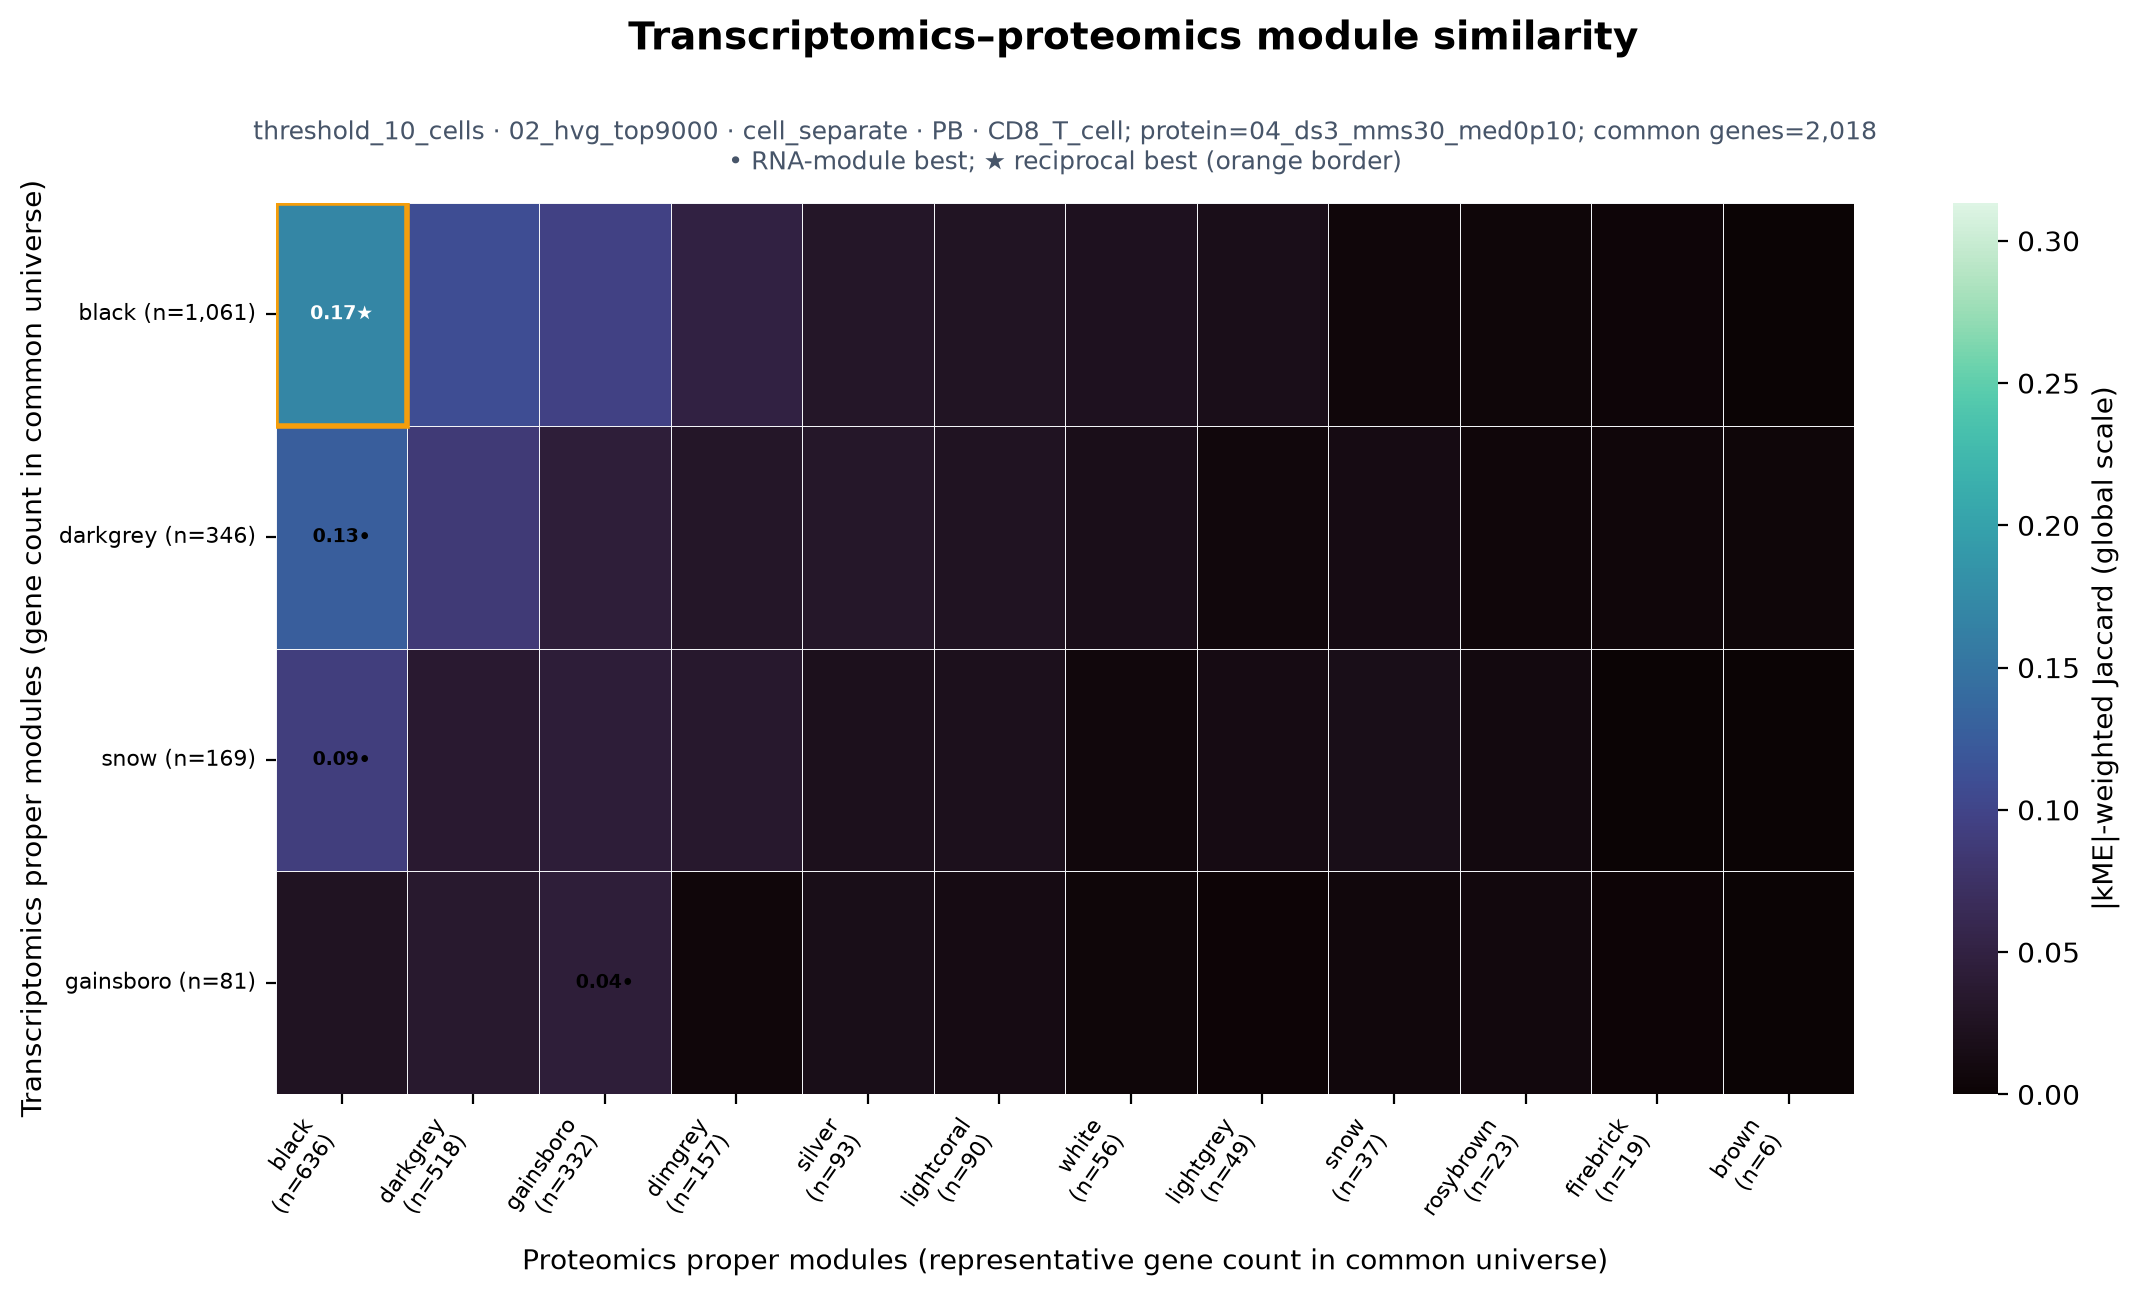 Transcriptomics–proteomics module similarity
threshold_10_cells · 02_hvg_top9000 · cell_separate · PB · CD8_T_cell; protein=04_ds3_mms30_med0p10; common genes=2,018
• RNA-module best; ★ reciprocal best (orange border)
Transcriptomics proper modules (gene count in common universe)
black (n=1,061)
darkgrey (n=346)
snow (n=169)
gainsboro (n=81)
0.17★
0.13•
0.09•
0.04•
black
(n=636)
darkgrey
(n=518)
gainsboro
(n=332)
dimgrey
(n=157)
silver
(n=93)
lightcoral
(n=90)
white
(n=56)
lightgrey
(n=49)
snow
(n=37)
rosybrown
(n=23)
firebrick
(n=19)
brown
(n=6)
Proteomics proper modules (representative gene count in common universe)
0.30
0.25
0.20
0.15
0.10
0.05
0.00
|kME|-weighted Jaccard (global scale)